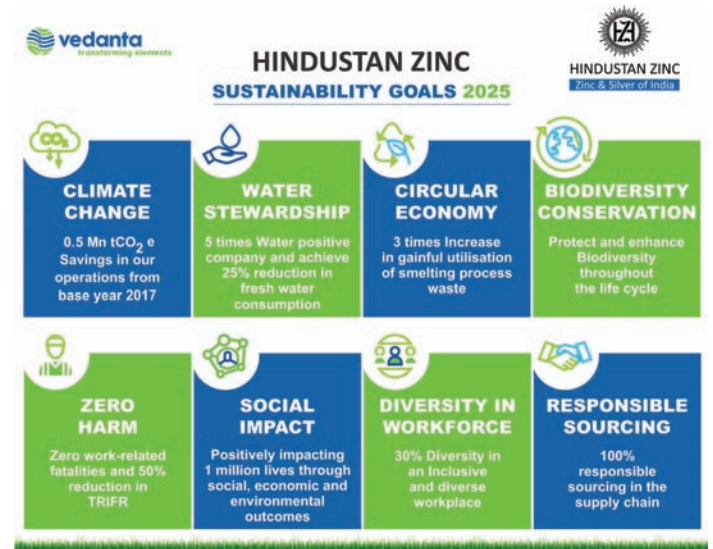 vedanta
transforming elements
HINDUSTAN ZINC
SUSTAINABILITY GOALS 2025
HZL
HINDUSTAN ZINC
Zinc & Silver of India
CO₂
CLIMATE
CHANGE
0.5 Mn tCO₂ e
Savings in our
operations from
base year 2017
WATER
STEWARDSHIP
5 times Water positive
company and achieve
25% reduction in
fresh water
consumption
CIRCULAR
ECONOMY
3 times Increase
in gainful utilisation
of smelting process
waste
BIODIVERSITY
CONSERVATION
Protect and enhance
Biodiversity
throughout
the life cycle
ZERO
HARM
Zero work-related
fatalities and 50%
reduction in
TRIFR
SOCIAL
IMPACT
Positively impacting
1 million lives through
social, economic and
environmental
outcomes
DIVERSITY IN
WORKFORCE
30% Diversity in
an Inclusive
and diverse
workplace
RESPONSIBLE
SOURCING
100%
responsible
sourcing in the
supply chain